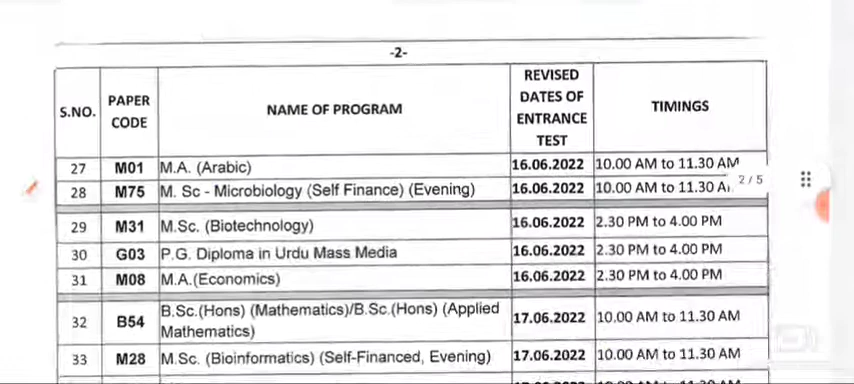 -2-
S.NO. PAPER CODE NAME OF PROGRAM REVISED DATES OF ENTRANCE TEST TIMINGS
27 M01 M.A. (Arabic) 16.06.2022 10.00 AM to 11.30 AM
28 M75 M. Sc - Microbiology (Self Finance) (Evening) 16.06.2022 10.00 AM to 11.30 A
2/5
29 M31 M.Sc. (Biotechnology) 16.06.2022 2.30 PM to 4.00 PM
30 G03 P.G. Diploma in Urdu Mass Media 16.06.2022 2.30 PM to 4.00 PM
31 M08 M.A.(Economics) 16.06.2022 2.30 PM to 4.00 PM
32 B54 B.Sc.(Hons) (Mathematics)/B.Sc.(Hons) (Applied Mathematics) 17.06.2022 10.00 AM to 11.30 AM
33 M28 M.Sc. (Bioinformatics) (Self-Financed, Evening) 17.06.2022 10.00 AM to 11.30 AM